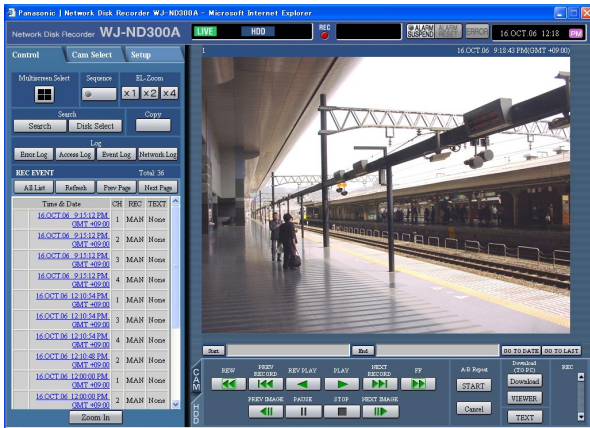 Panasonic | Network Disk Recorder WJ-ND300A - Microsoft Internet Explorer
Network Disk Recorder WJ-ND300A
LIVE HDD REC ALARM SUSPEND ALARM RESET ERROR 16 OCT.06 12:18 PM
Control Cam Select Setup
1 16.OCT.06 9:18:43 PM(GMT +09:00)
Multiscreen Select Sequence EL-Zoom
x1 x2 x4
Search Copy
Search Disk Select
Log
Error Log Access Log Event Log Network Log
REC EVENT Total: 36
All List Refresh Prev Page Next Page
Time & Date CH REC TEXT
16.OCT.06 9:15:12 PM GMT +09:00 1 MAN None
16.OCT.06 9:15:12 PM GMT +09:00 2 MAN None
16.OCT.06 9:15:12 PM GMT +09:00 3 MAN None
16.OCT.06 9:15:12 PM GMT +09:00 4 MAN None
16.OCT.06 12:10:54 PM GMT +09:00 1 MAN None
16.OCT.06 12:10:54 PM GMT +09:00 3 MAN None
16.OCT.06 12:10:54 PM GMT +09:00 4 MAN None
16.OCT.06 12:10:48 PM GMT +09:00 2 MAN None
16.OCT.06 12:00:00 PM GMT +09:00 1 MAN None
16.OCT.06 12:00:00 PM GMT +09:00 2 MAN None
Zoom In
Start End GO TO DATE GO TO LAST
CAM
HDD
REW PREV RECORD REV PLAY PLAY NEXT RECORD FF
PREV IMAGE PAUSE STOP NEXT IMAGE
A-B Repeat
START
Cancel
Download (TO PC)
Download
VIEWER
TEXT
REC